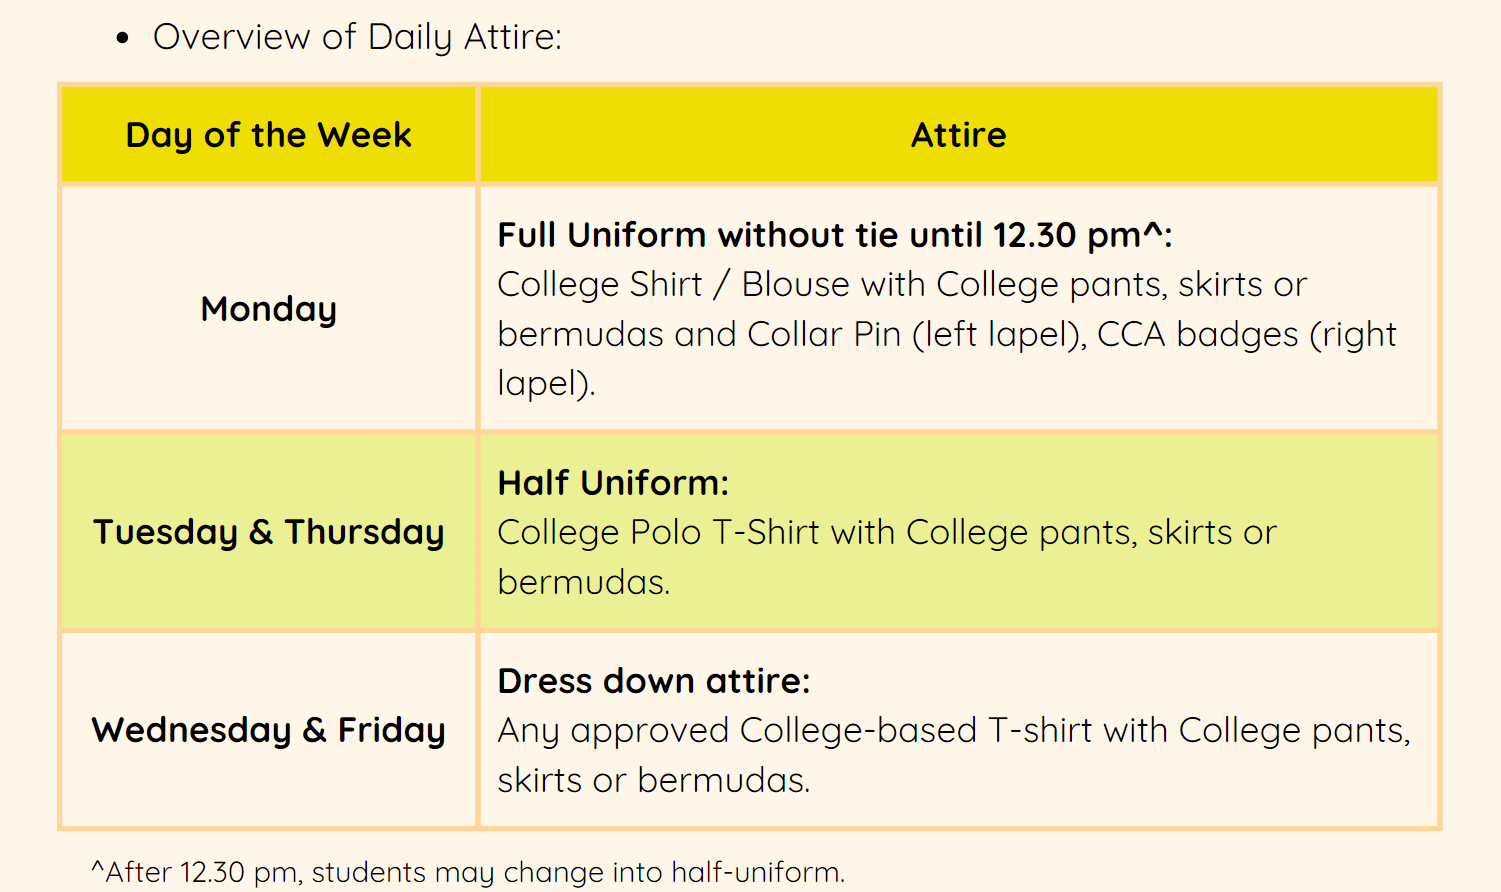 • Overview of Daily Attire:
Day of the Week
Attire
Monday
Full Uniform without tie until 12.30 pm^:
College Shirt / Blouse with College pants, skirts or
bermudas and Collar Pin (left lapel), CCA badges (right
lapel).
Tuesday & Thursday
Half Uniform:
College Polo T-Shirt with College pants, skirts or
bermudas.
Wednesday & Friday
Dress down attire:
Any approved College-based T-shirt with College pants,
skirts or bermudas.
^After 12.30 pm, students may change into half-uniform.